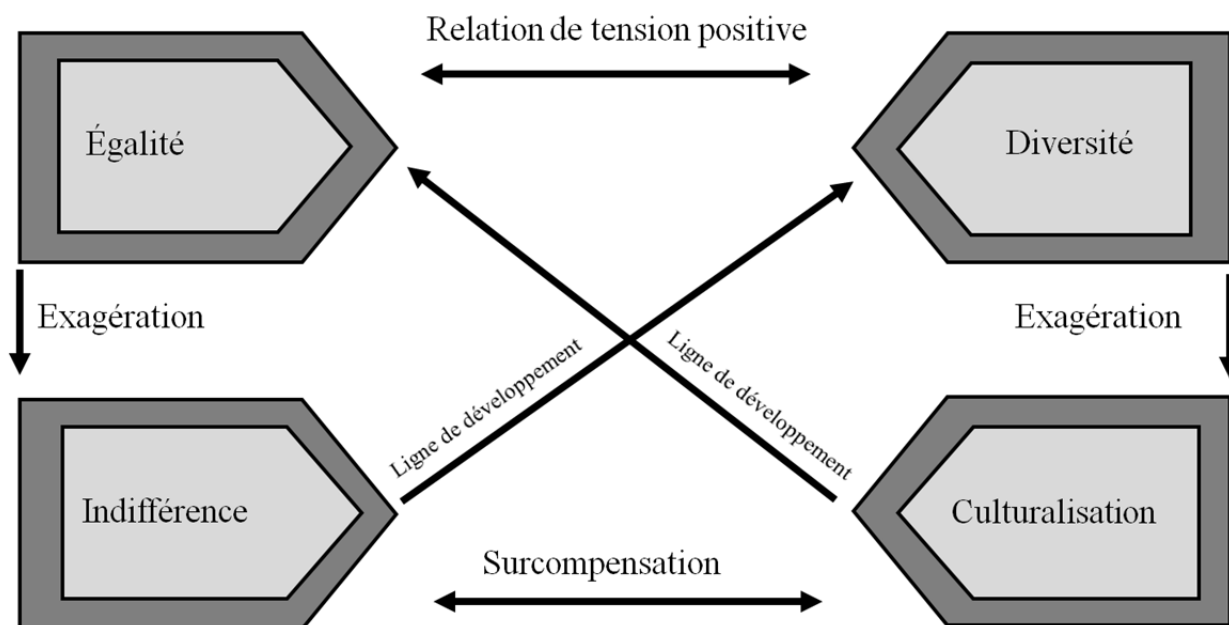 Relation de tension positive
Égalité
Diversité
Exagération
Exagération
Ligne de développement
Ligne de développement
Indifférence
Culturalisation
Surcompensation